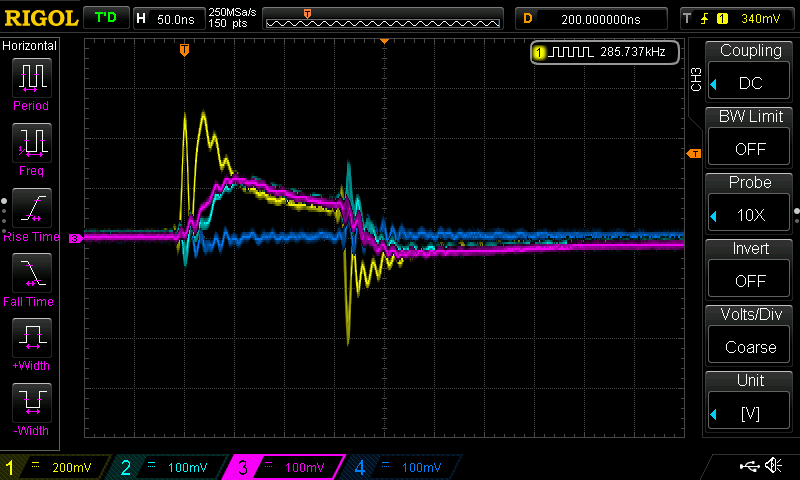 RIGOL T'D H 50.0ns 250MSa/s 150 pts D 200.000000ns T 1 340mV
Horizontal
Period
Freq
Rise Time
Fall Time
+Width
-Width
T
1 285.737kHz
T
3
CH3
Coupling
DC
BW Limit
OFF
Probe
10X
Invert
OFF
Volts/Div
Coarse
Unit
[V]
1 200mV 2 100mV 3 100mV 4 100mV